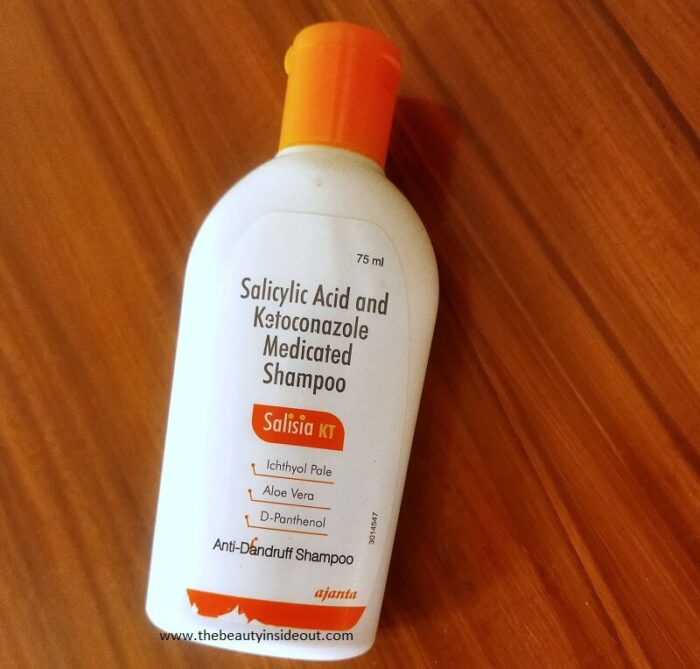 75 ml
Salicylic Acid and
Ketoconazole
Medicated
Shampoo
Salisia KT
Ichthyol Pale
Aloe Vera
D-Panthenol
Anti-Dandruff Shampoo
3014547
ajanta
www.thebeautyinsideout.com